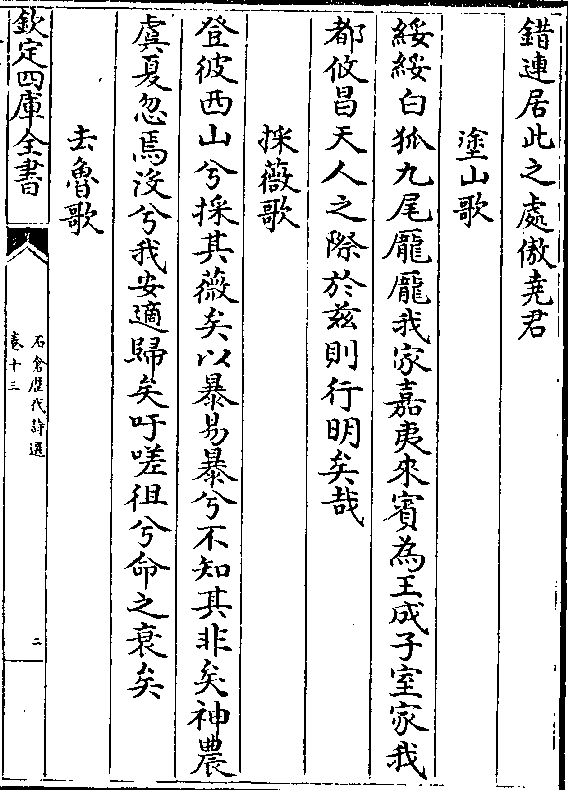 錯連居此之處傲堯君
塗山歌
綏綏白狐九尾龎龎我家嘉夷來賔為王成子室家我
都攸昌天人之際於兹則行明矣哉
採薇歌
登彼西山兮採其薇矣以暴易暴兮不知其非矣神農
虞夏忽焉没兮我安適歸矣吁嗟徂兮命之衰矣
去魯歌
欽定四庫全書
石倉歴代詩選
卷十三
二